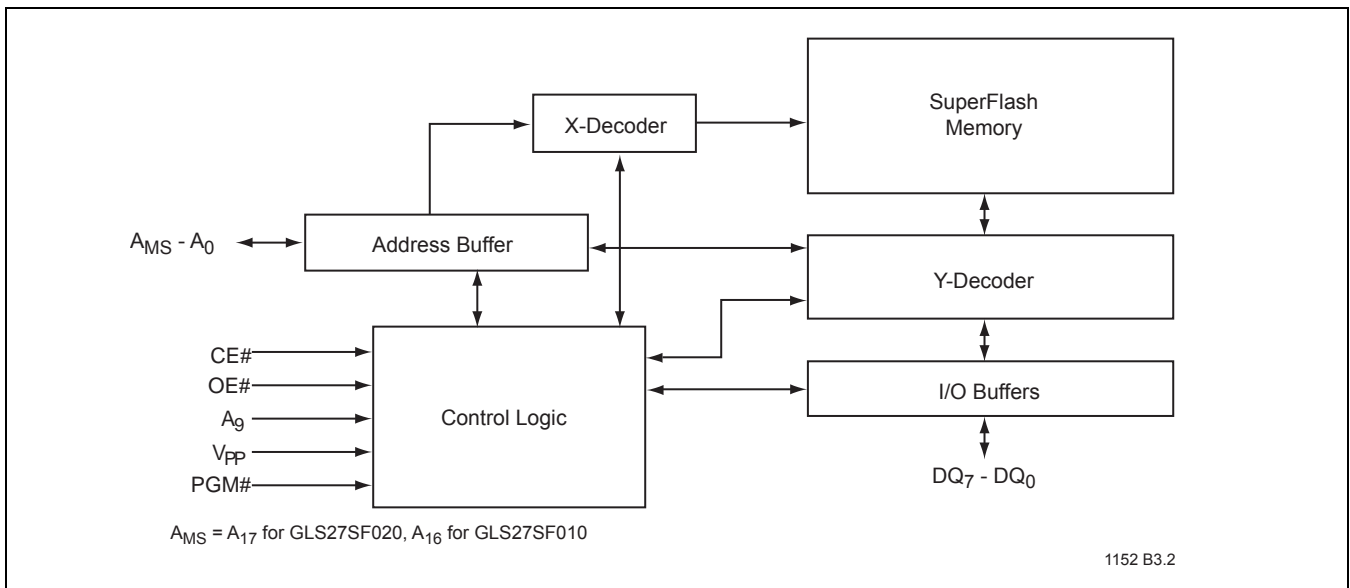 SuperFlash
Memory
X-Decoder
AMS - A0
Address Buffer
Y-Decoder
CE#
OE#
A9
VPP
PGM#
Control Logic
I/O Buffers
DQ7 - DQ0
AMS = A17 for GLS27SF020, A16 for GLS27SF010
1152 B3.2